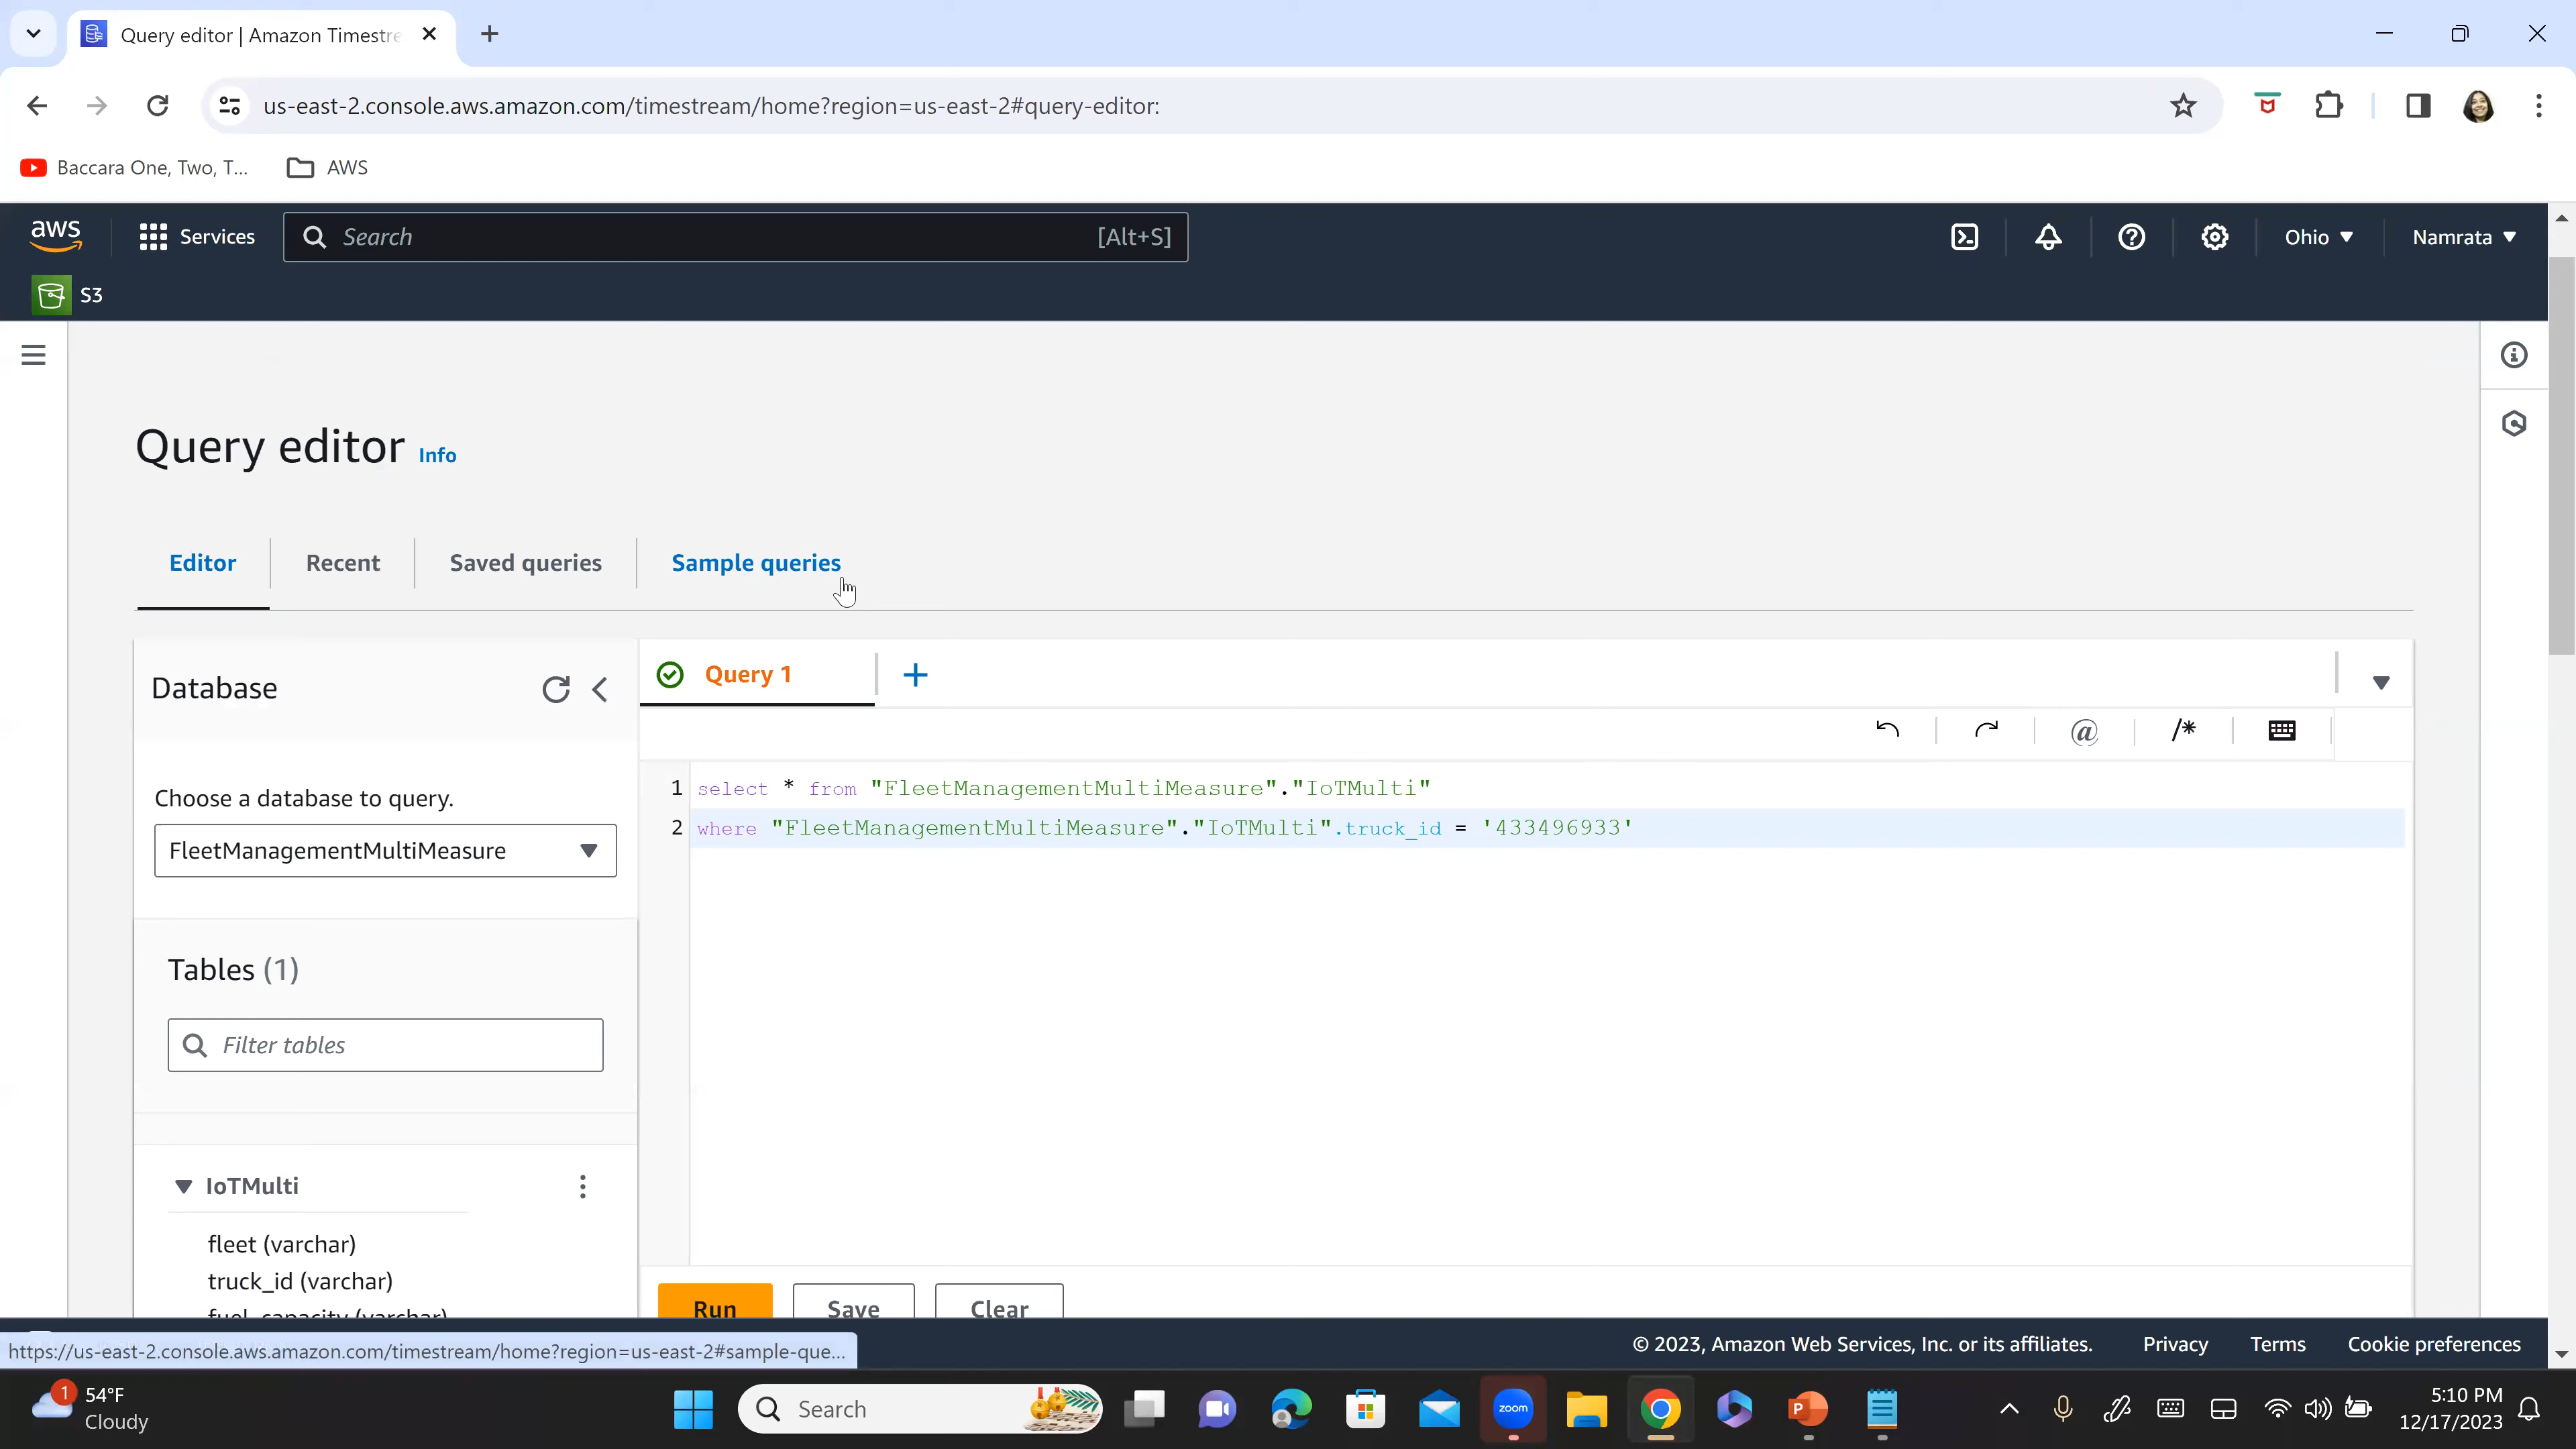 Query editor | Amazon Timestre
us-east-2.console.aws.amazon.com/timestream/home?region=us-east-2#query-editor:
Baccara One, Two, T...
AWS
aws
Services
Search
[Alt+S]
Ohio
Namrata
S3
Query editor Info
Editor
Recent
Saved queries
Sample queries
Database
Query 1
@
/*
Choose a database to query.
FleetManagementMultiMeasure
1 select * from "FleetManagementMultiMeasure"."IoTMulti"
2 where "FleetManagementMultiMeasure"."IoTMulti".truck_id = '433496933'
Tables (1)
Filter tables
IoTMulti
fleet (varchar)
truck_id (varchar)
fuel_capacity (varchar)
Run
Save
Clear
https://us-east-2.console.aws.amazon.com/timestream/home?region=us-east-2#sample-que...
© 2023, Amazon Web Services, Inc. or its affiliates.
Privacy
Terms
Cookie preferences
1
54°F
Cloudy
Search
zoom
P
5:10 PM
12/17/2023